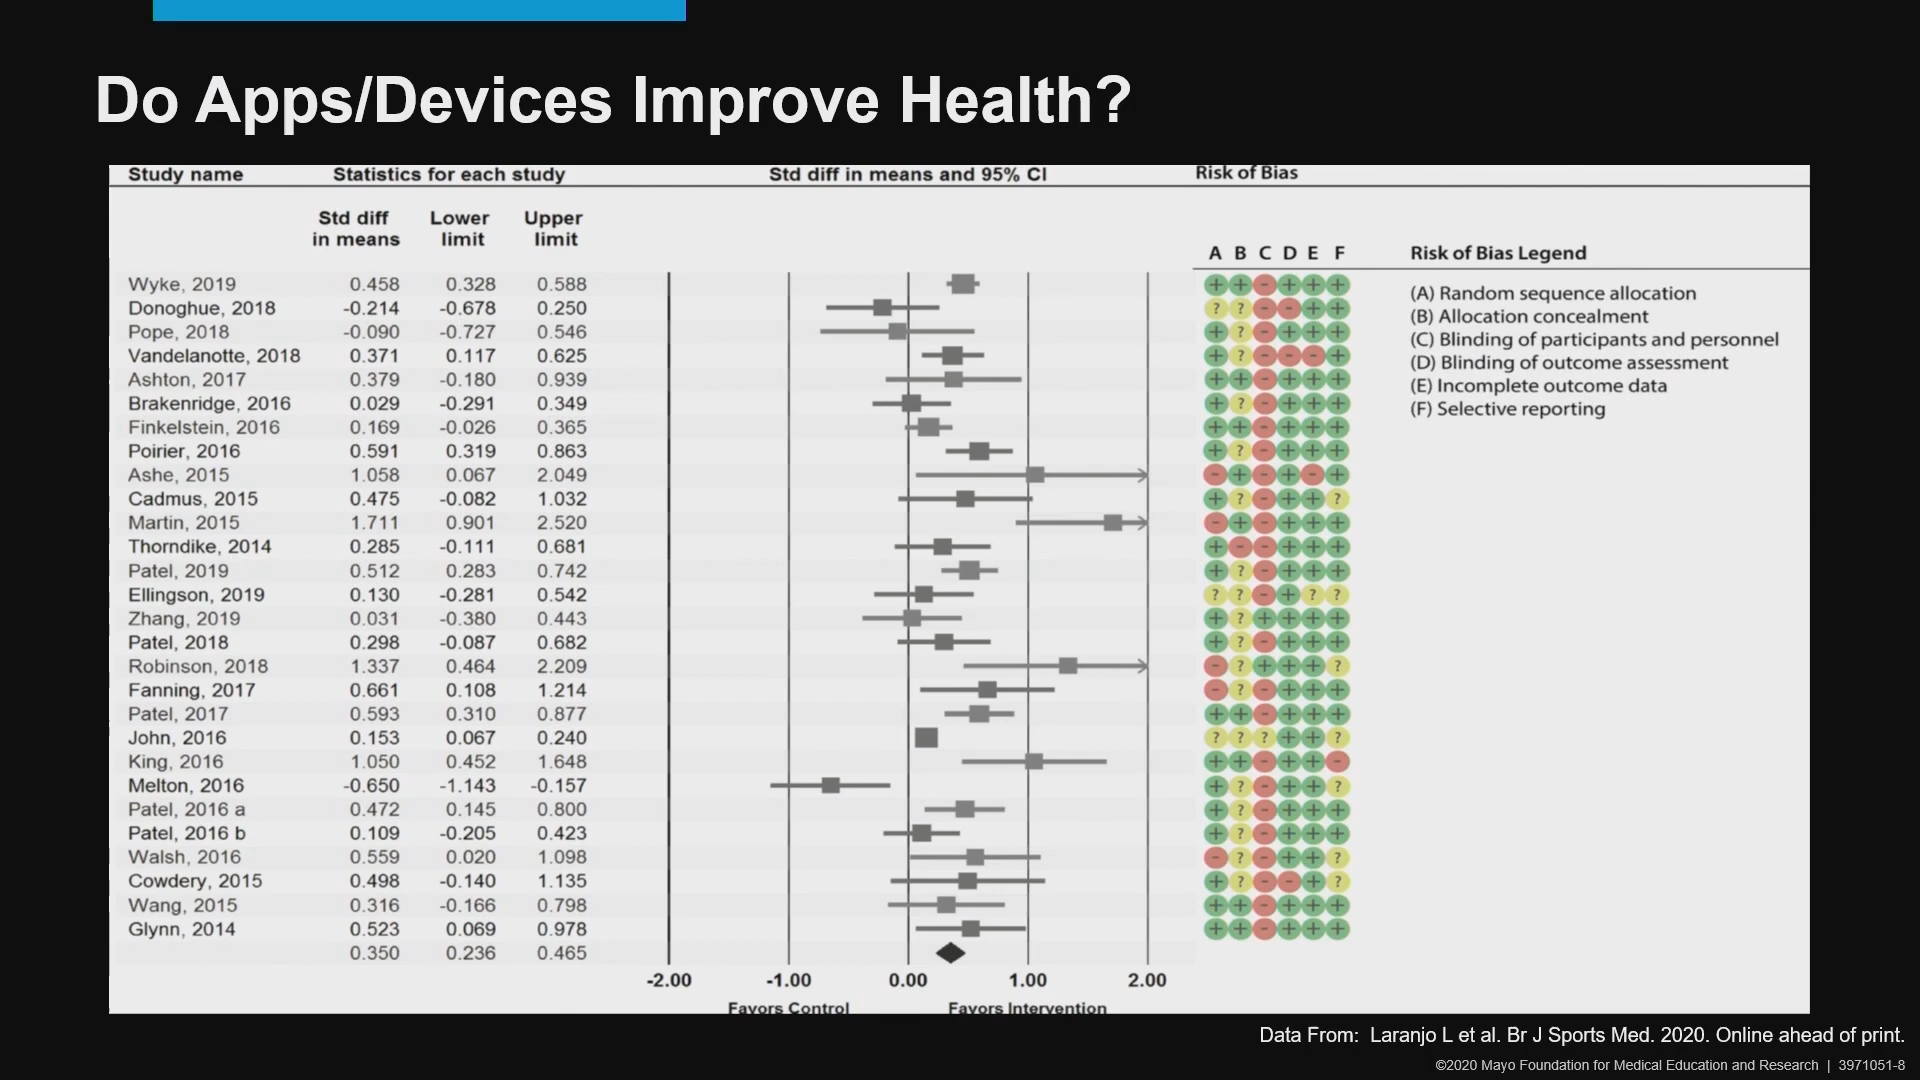 Do Apps/Devices Improve Health?
Study name Statistics for each study Std diff in means and 95% CI Risk of Bias
Std diff in means Lower limit Upper limit
A B C D E F Risk of Bias Legend
Wyke, 2019 0.458 0.328 0.588 + + - + + +
(A) Random sequence allocation
Donoghue, 2018 -0.214 -0.678 0.250 ? ? - - + +
(B) Allocation concealment
Pope, 2018 -0.090 -0.727 0.546 + ? - + + +
(C) Blinding of participants and personnel
Vandelanotte, 2018 0.371 0.117 0.625 + ? - - - +
(D) Blinding of outcome assessment
Ashton, 2017 0.379 -0.180 0.939 + + - + + +
(E) Incomplete outcome data
Brakenridge, 2016 0.029 -0.291 0.349 + ? - + + +
(F) Selective reporting
Finkelstein, 2016 0.169 -0.026 0.365 + + - + + +
Poirier, 2016 0.591 0.319 0.863 + ? - + + +
Ashe, 2015 1.058 0.067 2.049 - + - + - +
Cadmus, 2015 0.475 -0.082 1.032 + ? - + + ?
Martin, 2015 1.711 0.901 2.520 - + - + + +
Thorndike, 2014 0.285 -0.111 0.681 + - - + + +
Patel, 2019 0.512 0.283 0.742 + ? - + + +
Ellingson, 2019 0.130 -0.281 0.542 ? ? - + ? ?
Zhang, 2019 0.031 -0.380 0.443 + ? + + + +
Patel, 2018 0.298 -0.087 0.682 + ? - + + +
Robinson, 2018 1.337 0.464 2.209 - ? + + + ?
Fanning, 2017 0.661 0.108 1.214 - ? - + + +
Patel, 2017 0.593 0.310 0.877 + + - + + +
John, 2016 0.153 0.067 0.240 ? ? ? + + ?
King, 2016 1.050 0.452 1.648 + + - + + -
Melton, 2016 -0.650 -1.143 -0.157 + ? - + + ?
Patel, 2016 a 0.472 0.145 0.800 + ? - + + +
Patel, 2016 b 0.109 -0.205 0.423 + ? - + + +
Walsh, 2016 0.559 0.020 1.098 - ? - + + ?
Cowdery, 2015 0.498 -0.140 1.135 + ? - - + ?
Wang, 2015 0.316 -0.166 0.798 + + - + + +
Glynn, 2014 0.523 0.069 0.978 + + - + + +
0.350 0.236 0.465
-2.00 -1.00 0.00 1.00 2.00
Favors Control Favors Intervention
Data From: Laranjo L et al. Br J Sports Med. 2020. Online ahead of print.
©2020 Mayo Foundation for Medical Education and Research | 3971051-8